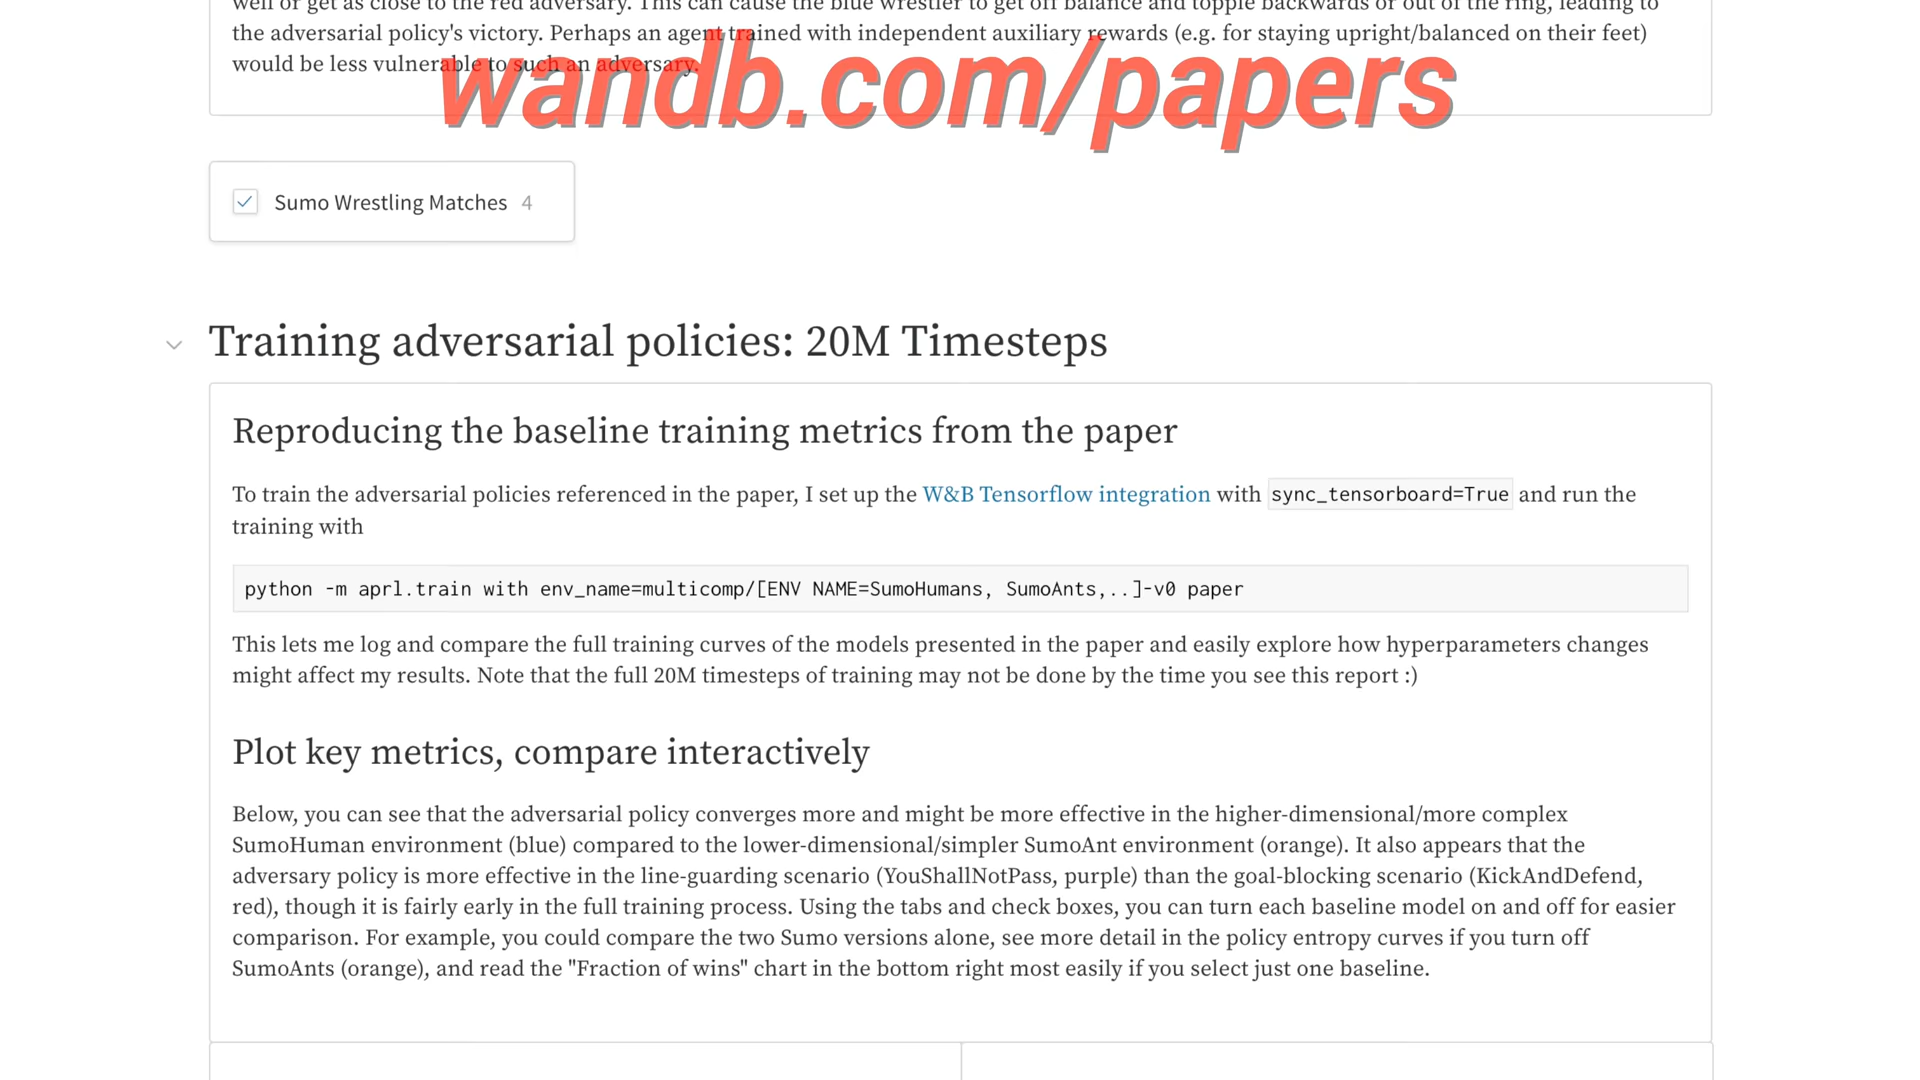 well or get as close to the red adversary. This can cause the blue wrestler to get off balance and topple backwards or out of the ring, leading to
the adversarial policy's victory. Perhaps an agent trained with independent auxiliary rewards (e.g. for staying upright/balanced on their feet)
would be less vulnerable to such an adversary.
wandb.com/papers
Sumo Wrestling Matches 4
Training adversarial policies: 20M Timesteps
Reproducing the baseline training metrics from the paper
To train the adversarial policies referenced in the paper, I set up the W&B Tensorflow integration with sync_tensorboard=True and run the
training with
python -m aprl.train with env_name=multicomp/[ENV NAME=SumoHumans, SumoAnts,..]-v0 paper
This lets me log and compare the full training curves of the models presented in the paper and easily explore how hyperparameters changes
might affect my results. Note that the full 20M timesteps of training may not be done by the time you see this report :)
Plot key metrics, compare interactively
Below, you can see that the adversarial policy converges more and might be more effective in the higher-dimensional/more complex
SumoHuman environment (blue) compared to the lower-dimensional/simpler SumoAnt environment (orange). It also appears that the
adversary policy is more effective in the line-guarding scenario (YouShallNotPass, purple) than the goal-blocking scenario (KickAndDefend,
red), though it is fairly early in the full training process. Using the tabs and check boxes, you can turn each baseline model on and off for easier
comparison. For example, you could compare the two Sumo versions alone, see more detail in the policy entropy curves if you turn off
SumoAnts (orange), and read the "Fraction of wins" chart in the bottom right most easily if you select just one baseline.